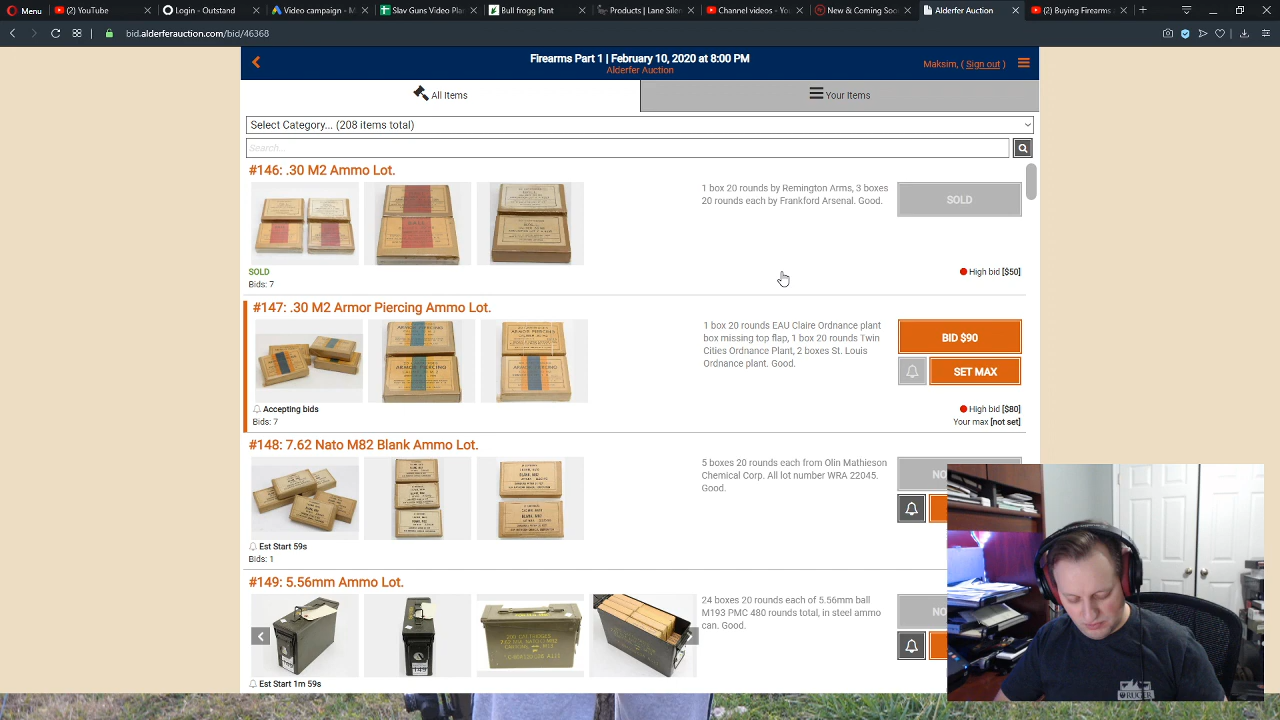 Menu
YouTube
Login - Outstand
Video campaign - M
Slav Guns Video Plan
Bull frogg Pant
Products | Lane Silen
Channel videos - Yo
New & Coming Soo
Alderfer Auction
(2) Buying Firearms
bid.alderferauction.com/bid/46368
Firearms Part 1 | February 10, 2020 at 8:00 PM
Alderfer Auction
Maksim, ( Sign out )
All Items
Your Items
Select Category... (208 items total)
Search...
#146: .30 M2 Ammo Lot.
1 box 20 rounds by Remington Arms, 3 boxes
20 rounds each by Frankford Arsenal. Good.
SOLD
SOLD
Bids: 7
High bid [$50]
#147: .30 M2 Armor Piercing Ammo Lot.
1 box 20 rounds EAU Claire Ordnance plant
box missing top flap, 1 box 20 rounds Twin
Cities Ordnance Plant, 2 boxes St. Louis
Ordnance plant. Good.
BID $90
SET MAX
ARMOR PIERCING
ARMOR PIERCING
Accepting bids
Bids: 7
High bid [$80]
Your max [not set]
#148: 7.62 Nato M82 Blank Ammo Lot.
5 boxes 20 rounds each from Olin Mathieson
Chemical Corp. All lot number WRA 22045.
Good.
NO
Est Start 59s
Bids: 1
#149: 5.56mm Ammo Lot.
24 boxes 20 rounds each of 5.56mm ball
M193 PMC 480 rounds total, in steel ammo
can. Good.
NO
Est Start 1m 59s
RUGER